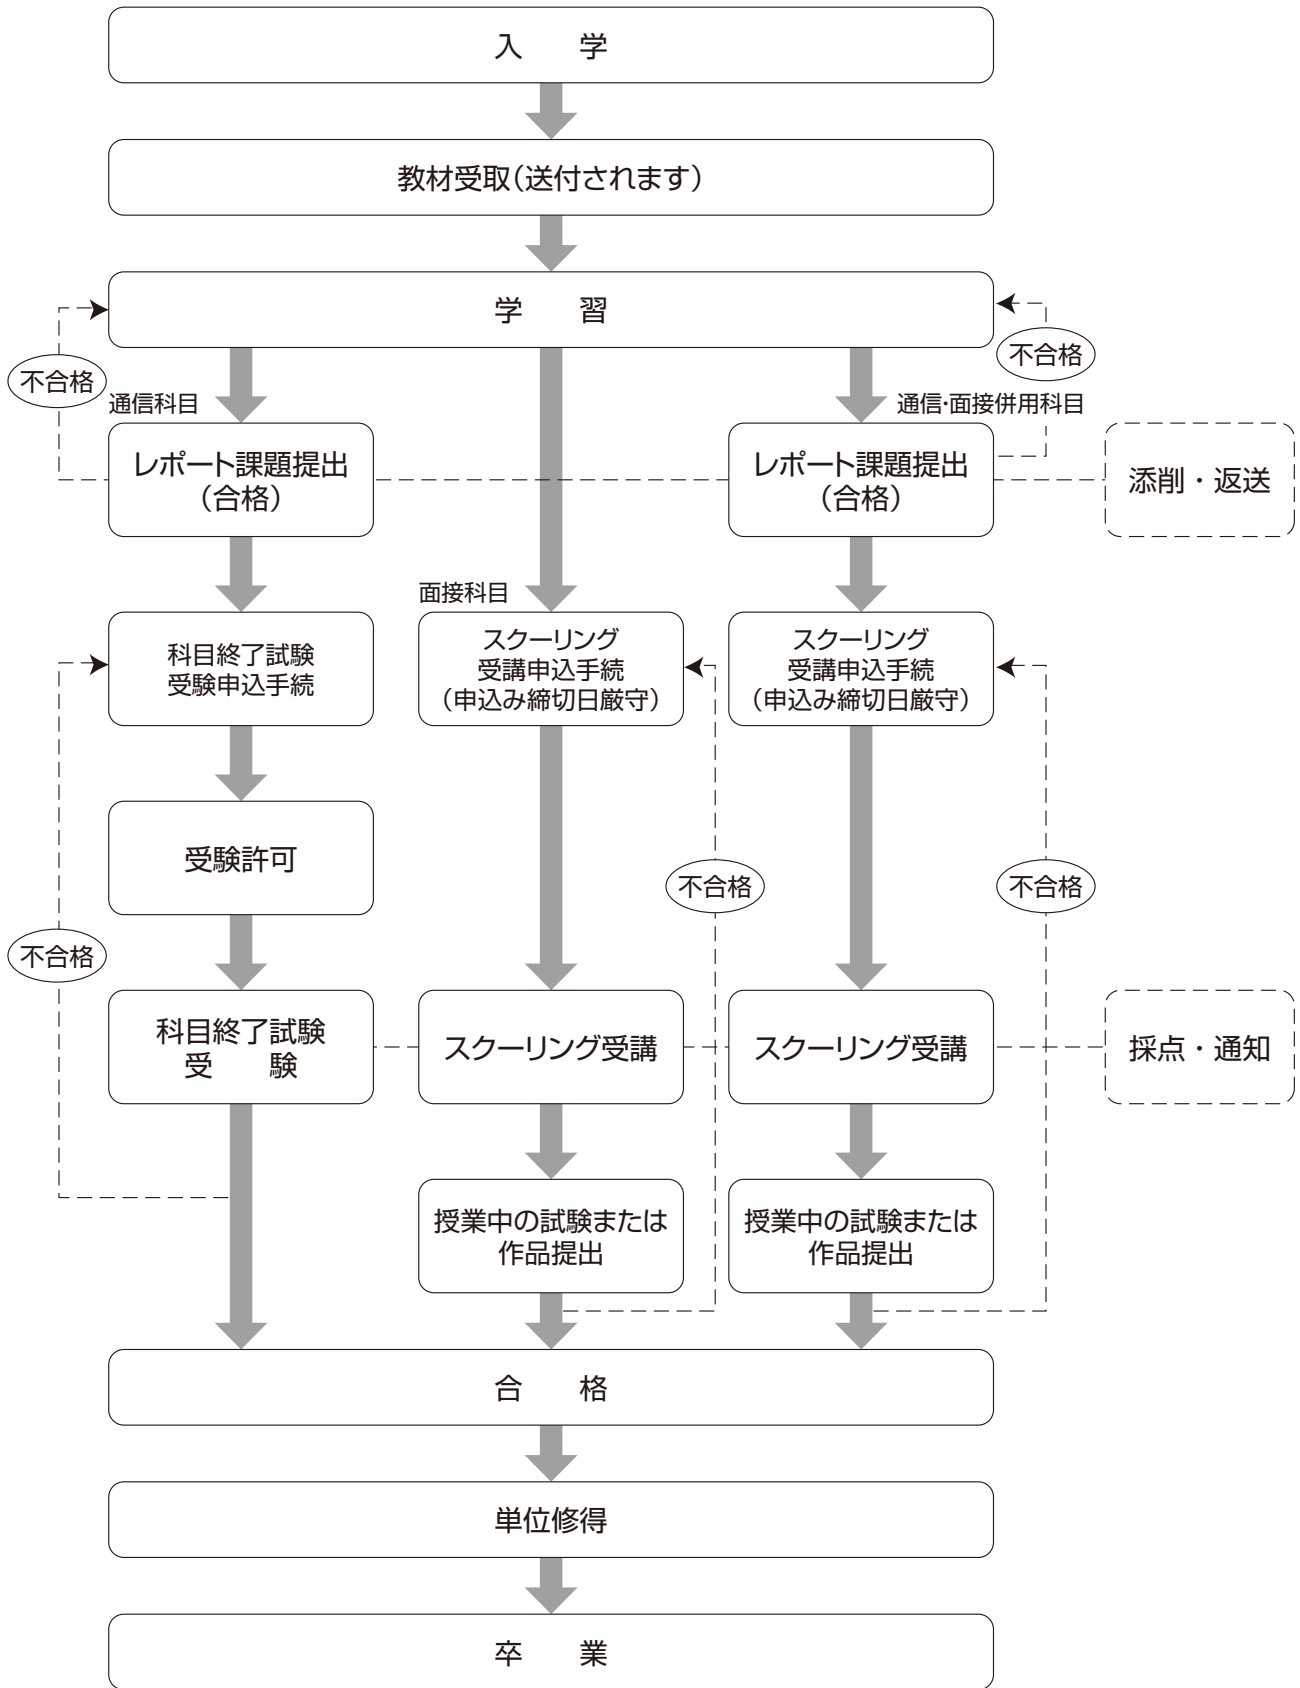 入　学
教材受取（送付されます）
学　習
不合格
不合格
通信科目
通信・面接併用科目
レポート課題提出
（合格）
レポート課題提出
（合格）
添削・返送
面接科目
科目終了試験
受験申込手続
スクーリング
受講申込手続
（申込み締切日厳守）
スクーリング
受講申込手続
（申込み締切日厳守）
受験許可
不合格
不合格
不合格
科目終了試験
受　験
スクーリング受講
スクーリング受講
採点・通知
授業中の試験または
作品提出
授業中の試験または
作品提出
合　格
単位修得
卒　業